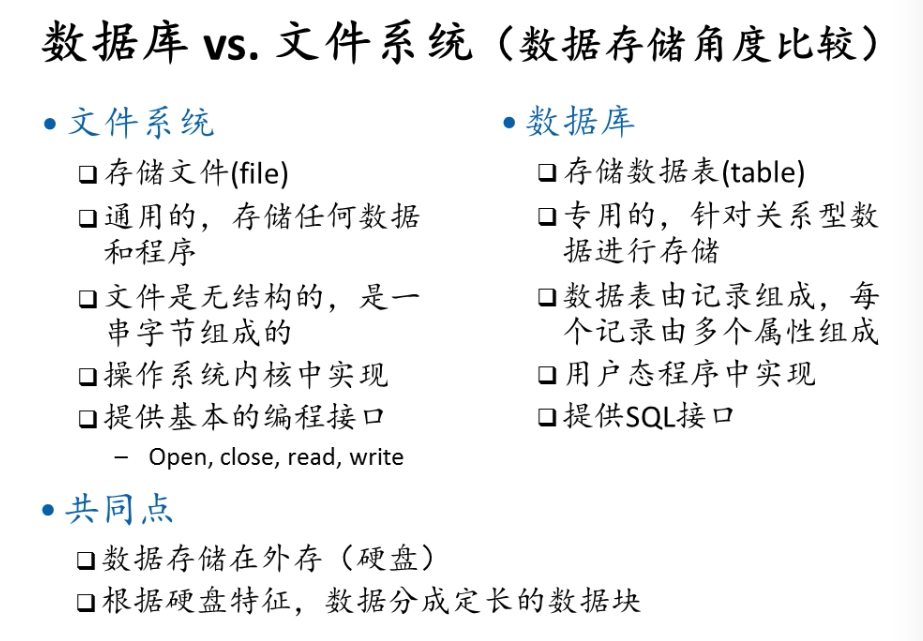 数据库 vs. 文件系统（数据存储角度比较）
• 文件系统
❑ 存储文件(file)
❑ 通用的，存储任何数据
和程序
❑ 文件是无结构的，是一
串字节组成的
❑ 操作系统内核中实现
❑ 提供基本的编程接口
– Open, close, read, write
• 数据库
❑ 存储数据表(table)
❑ 专用的，针对关系型数
据进行存储
❑ 数据表由记录组成，每
个记录由多个属性组成
❑ 用户态程序中实现
❑ 提供SQL接口
• 共同点
❑ 数据存储在外存（硬盘）
❑ 根据硬盘特征，数据分成定长的数据块